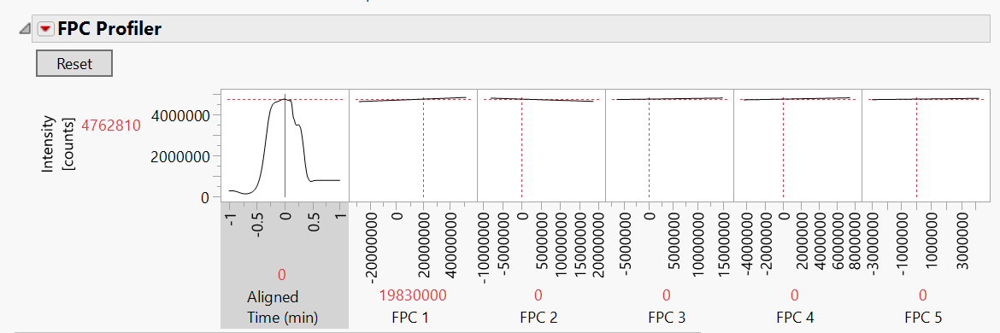 FPC Profiler
Reset
Intensity
[counts]
4762810
4000000
2000000
0
-1 -0.5 0 0.5 1
-20000000 0 20000000 40000000
-10000000 -5000000 0 5000000 10000000 15000000 20000000
-5000000 0 5000000 10000000 15000000
-4000000 -2000000 0 2000000 4000000 6000000 8000000
-3000000 -1000000 1000000 3000000
0
Aligned
Time (min)
19830000
FPC 1
0
FPC 2
0
FPC 3
0
FPC 4
0
FPC 5